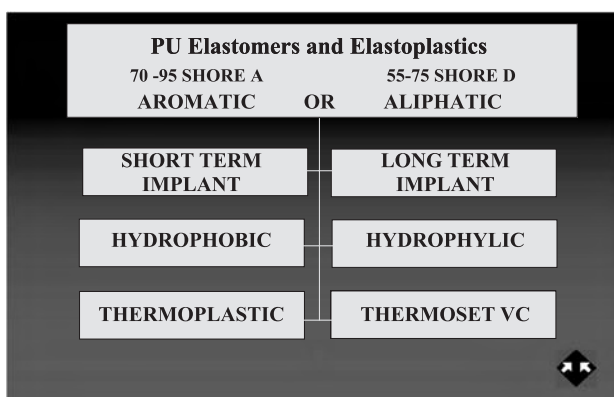 PU Elastomers and Elastoplastics
70 -95 SHORE A 55-75 SHORE D
AROMATIC OR ALIPHATIC
SHORT TERM
IMPLANT
LONG TERM
IMPLANT
HYDROPHOBIC
HYDROPHYLIC
THERMOPLASTIC
THERMOSET VC